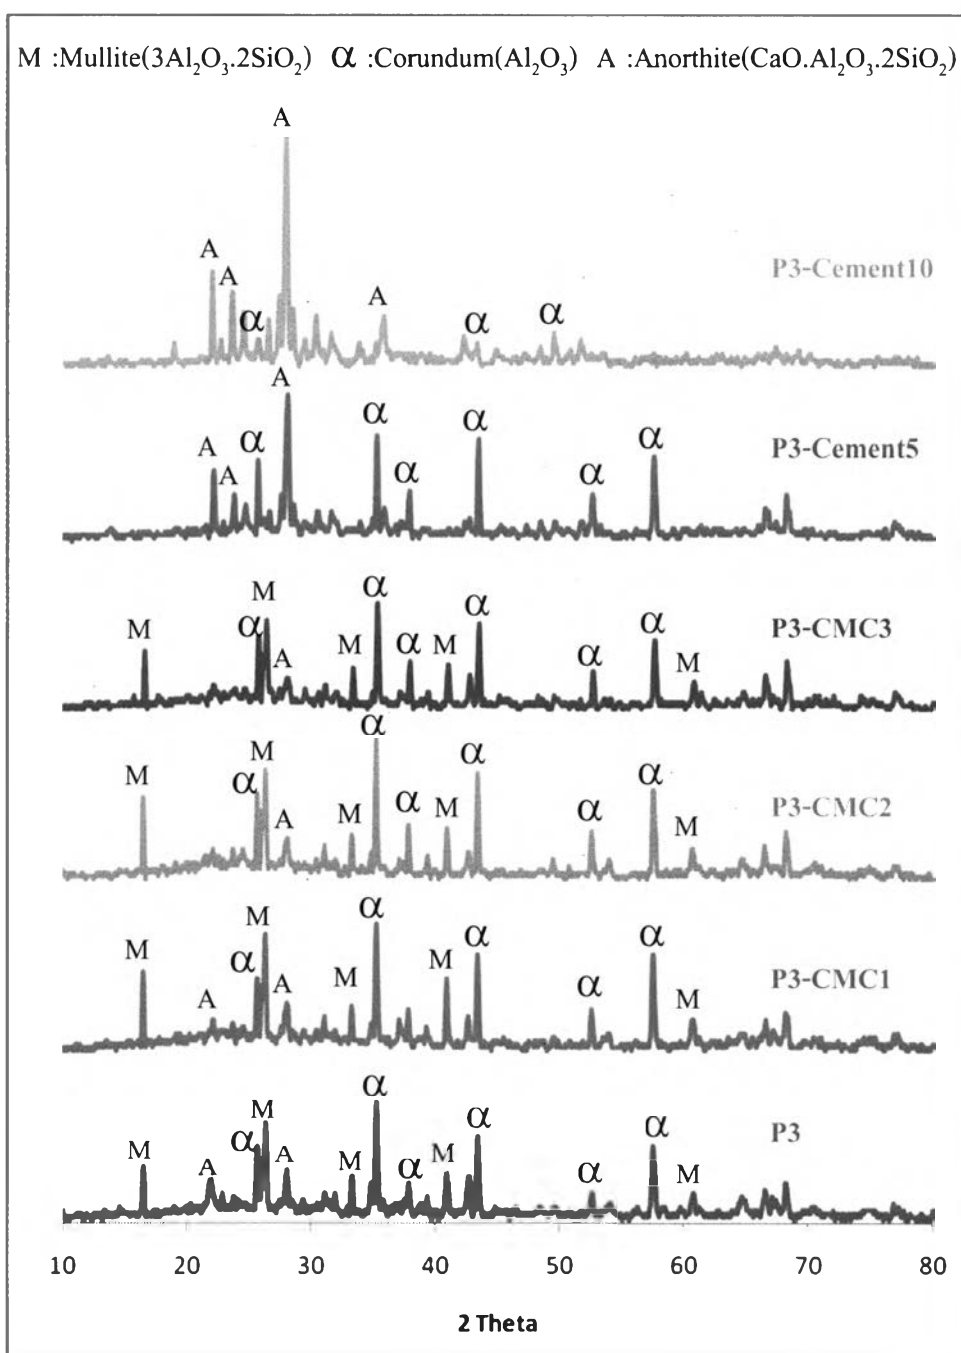 M :Mullite(3Al₂O₃.2SiO₂) α :Corundum(Al₂O₃) A :Anorthite(CaO.Al₂O₃.2SiO₂)
A
A
A
α
A
α
α
P3-Cement10
A
A
A
α
α
α
α
α
α
P3-Cement5
M
α
M
A
M
α
α
M
α
α
α
M
P3-CMC3
M
α
M
A
M
α
α
M
α
α
α
M
P3-CMC2
M
A
α
M
A
M
α
M
α
α
α
M
P3-CMC1
M
A
α
M
A
M
α
α
M
α
α
α
M
P3
10 20 30 40 50 60 70 80
2 Theta